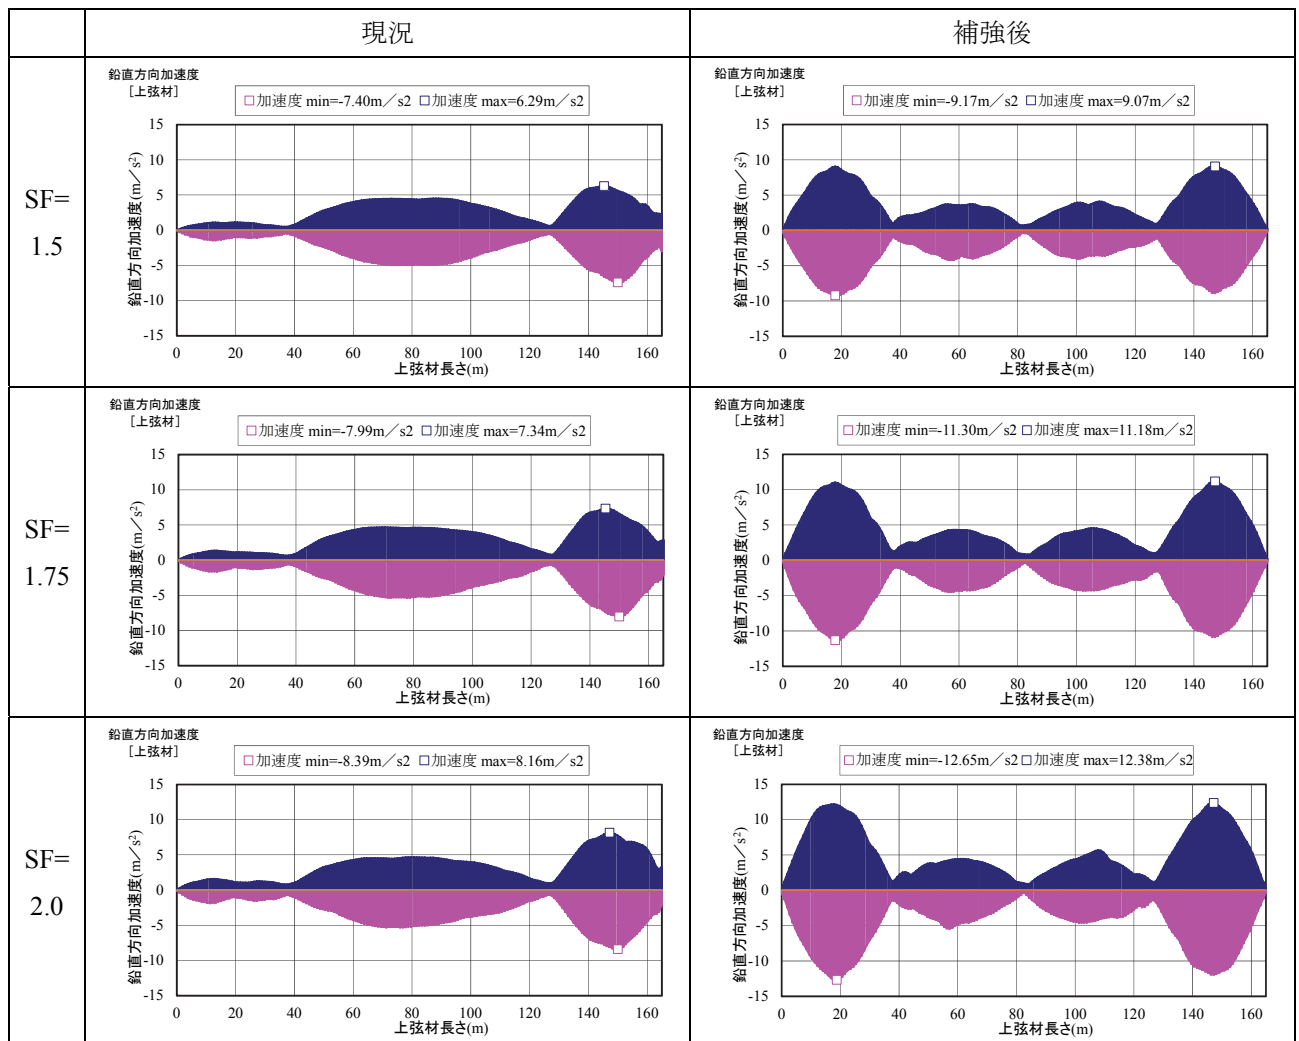 現況
補強後
SF=
1.5
鉛直方向加速度
[上弦材]
加速度 min=-7.40m／s2 加速度 max=6.29m／s2
鉛直方向加速度(m／s²)
15
10
5
0
-5
-10
-15
0 20 40 60 80 100 120 140 160
上弦材長さ(m)
鉛直方向加速度
[上弦材]
加速度 min=-9.17m／s2 加速度 max=9.07m／s2
鉛直方向加速度(m／s²)
15
10
5
0
-5
-10
-15
0 20 40 60 80 100 120 140 160
上弦材長さ(m)
SF=
1.75
鉛直方向加速度
[上弦材]
加速度 min=-7.99m／s2 加速度 max=7.34m／s2
鉛直方向加速度(m／s²)
15
10
5
0
-5
-10
-15
0 20 40 60 80 100 120 140 160
上弦材長さ(m)
鉛直方向加速度
[上弦材]
加速度 min=-11.30m／s2 加速度 max=11.18m／s2
鉛直方向加速度(m／s²)
15
10
5
0
-5
-10
-15
0 20 40 60 80 100 120 140 160
上弦材長さ(m)
SF=
2.0
鉛直方向加速度
[上弦材]
加速度 min=-8.39m／s2 加速度 max=8.16m／s2
鉛直方向加速度(m／s²)
15
10
5
0
-5
-10
-15
0 20 40 60 80 100 120 140 160
上弦材長さ(m)
鉛直方向加速度
[上弦材]
加速度 min=-12.65m／s2 加速度 max=12.38m／s2
鉛直方向加速度(m／s²)
15
10
5
0
-5
-10
-15
0 20 40 60 80 100 120 140 160
上弦材長さ(m)